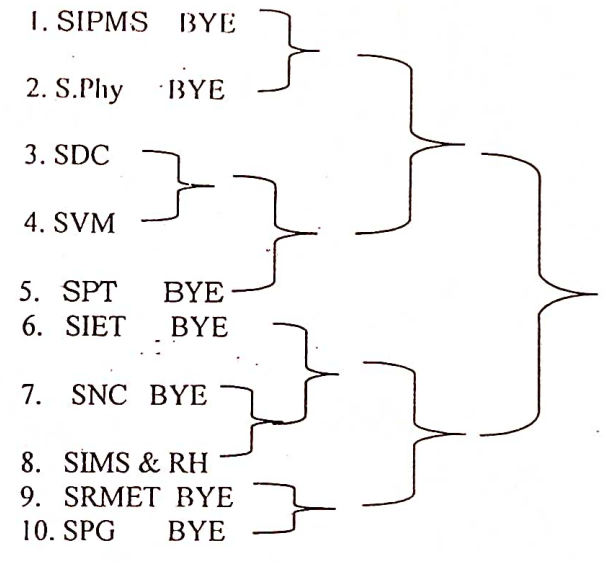 1. SIPMS BYE
2. S.Phy BYE
3. SDC
4. SVM
5. SPT BYE
6. SIET BYE
7. SNC BYE
8. SIMS & RH
9. SRMET BYE
10. SPG BYE